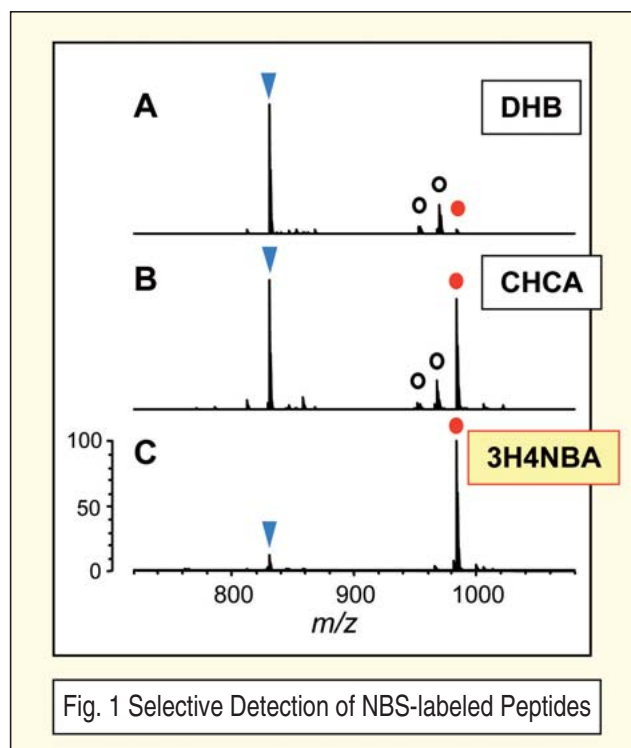 A
DHB
B
CHCA
100
C
3H4NBA
50
0
800 900 1000
m/z
Fig. 1 Selective Detection of NBS-labeled Peptides